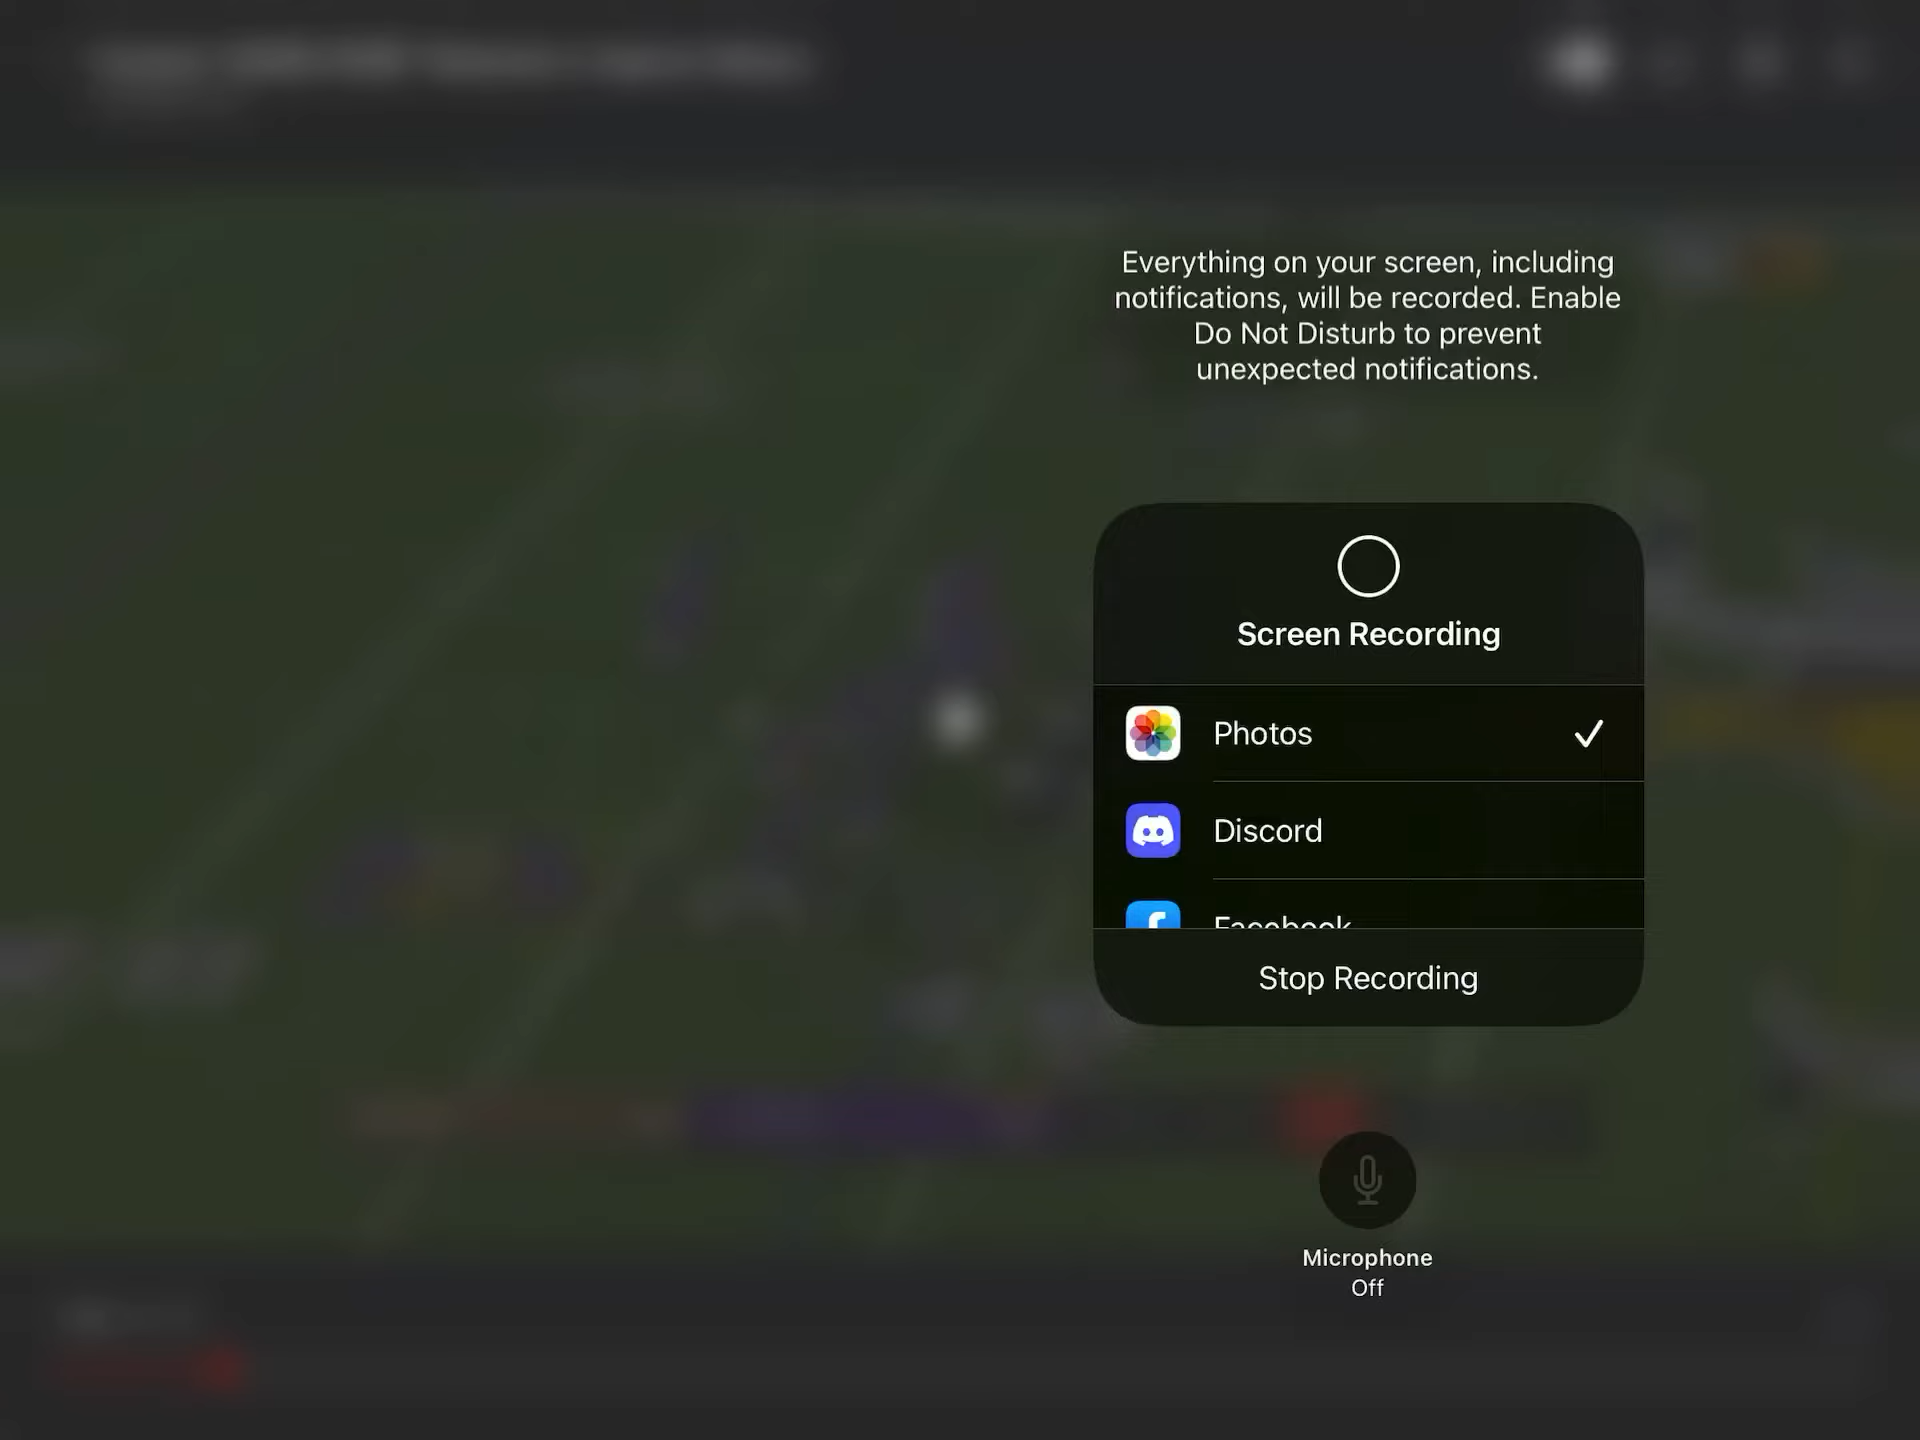 Everything on your screen, including
notifications, will be recorded. Enable
Do Not Disturb to prevent
unexpected notifications.
Screen Recording
Photos
Discord
Facebook
Stop Recording
Microphone
Off